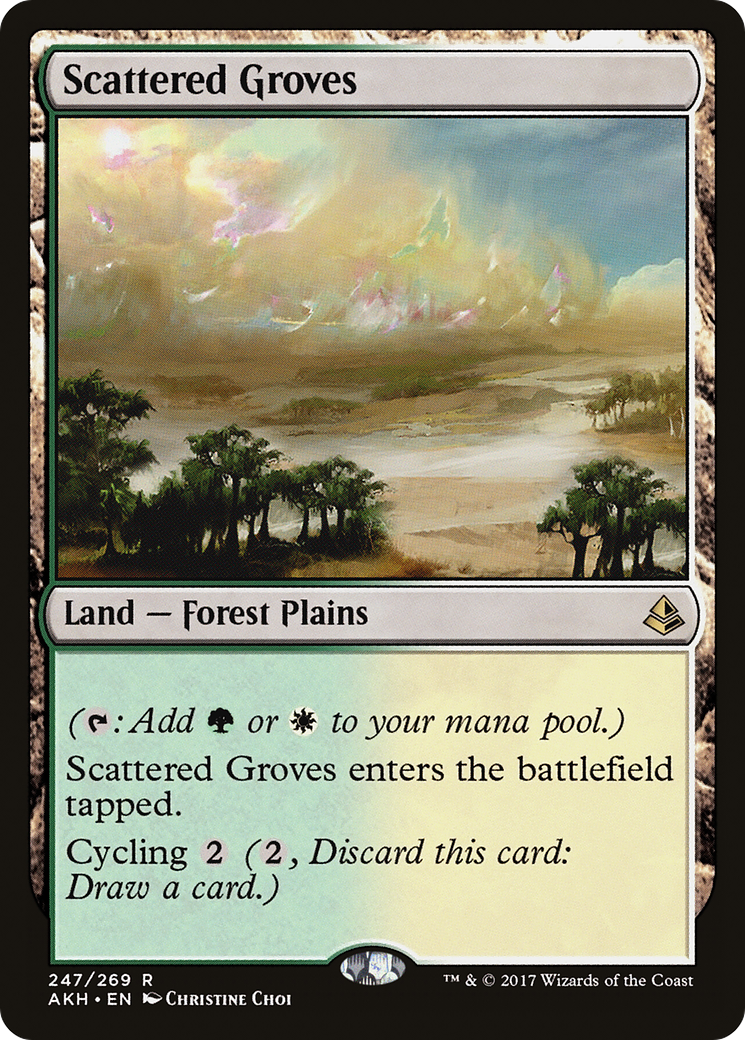 Scattered Groves
Land — Forest Plains
(: Add or to your mana pool.)
Scattered Groves enters the battlefield
tapped.
Cycling 2 (2, Discard this card:
Draw a card.)
247/269 R
™ & © 2017 Wizards of the Coast
AKH • EN Christine Choi